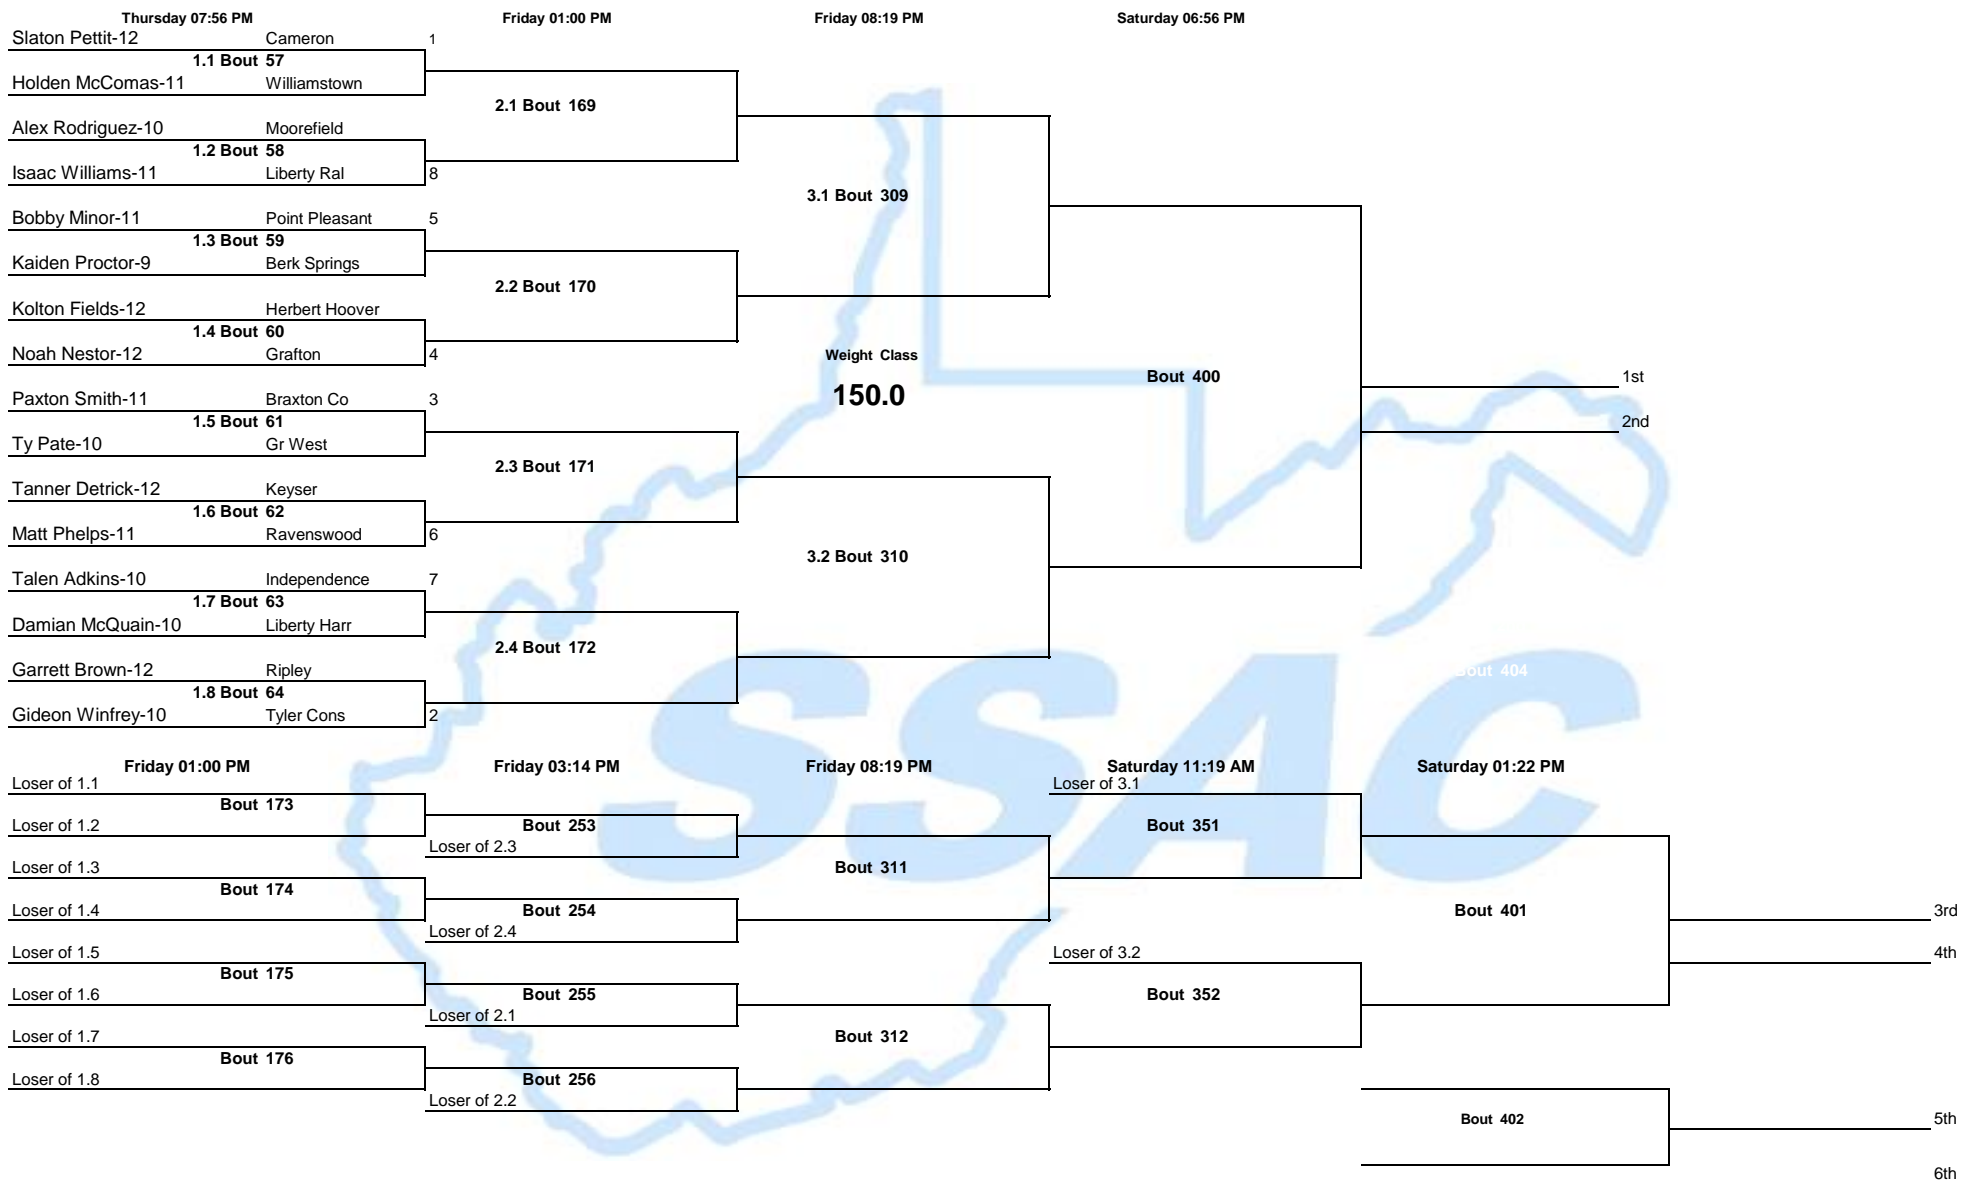 Thursday 07:56 PM Friday 01:00 PM Friday 08:19 PM Saturday 06:56 PM
Slaton Pettit-12 Cameron 1
1.1 Bout 57
Holden McComas-11 Williamstown
2.1 Bout 169
Alex Rodriguez-10 Moorefield
1.2 Bout 58
Isaac Williams-11 Liberty Ral 8
3.1 Bout 309
Bobby Minor-11 Point Pleasant 5
1.3 Bout 59
Kaiden Proctor-9 Berk Springs
2.2 Bout 170
Kolton Fields-12 Herbert Hoover
1.4 Bout 60
Noah Nestor-12 Grafton 4
Weight Class
Bout 400 1st
150.0
Paxton Smith-11 Braxton Co 3
1.5 Bout 61 2nd
Ty Pate-10 Gr West
2.3 Bout 171
Tanner Detrick-12 Keyser
1.6 Bout 62
Matt Phelps-11 Ravenswood 6
3.2 Bout 310
Talen Adkins-10 Independence 7
1.7 Bout 63
Damian McQuain-10 Liberty Harr
2.4 Bout 172
Garrett Brown-12 Ripley Bout 404
1.8 Bout 64
Gideon Winfrey-10 Tyler Cons 2
SSAC
Friday 01:00 PM Friday 03:14 PM Friday 08:19 PM Saturday 11:19 AM Saturday 01:22 PM
Loser of 1.1 Loser of 3.1
Bout 173
Loser of 1.2 Bout 253 Bout 351
Loser of 2.3
Loser of 1.3 Bout 311
Bout 174
Loser of 1.4 Bout 254 Bout 401 3rd
Loser of 2.4
Loser of 1.5 Loser of 3.2 4th
Bout 175
Loser of 1.6 Bout 255 Bout 352
Loser of 2.1
Loser of 1.7 Bout 312
Bout 176
Loser of 1.8 Bout 256
Loser of 2.2
Bout 402 5th
6th